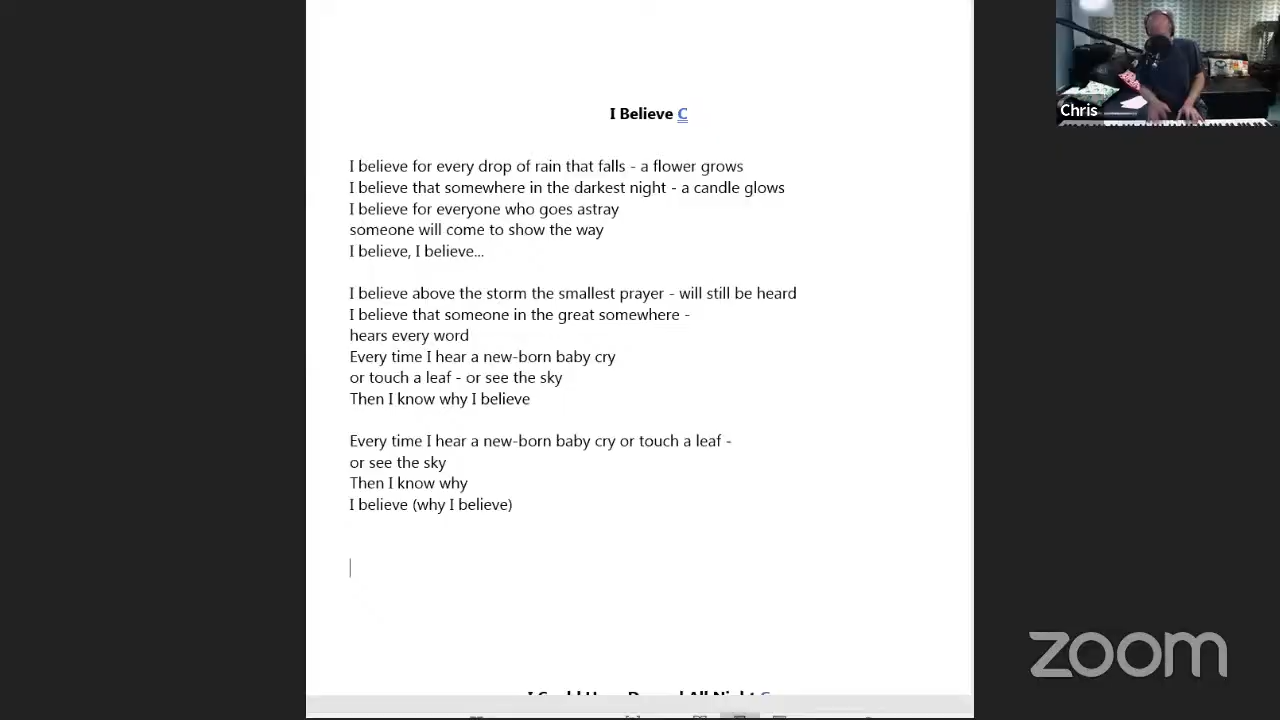 I Believe C
Chris
I believe for every drop of rain that falls - a flower grows
I believe that somewhere in the darkest night - a candle glows
I believe for everyone who goes astray
someone will come to show the way
I believe, I believe...
I believe above the storm the smallest prayer - will still be heard
I believe that someone in the great somewhere -
hears every word
Every time I hear a new-born baby cry
or touch a leaf - or see the sky
Then I know why I believe
Every time I hear a new-born baby cry or touch a leaf -
or see the sky
Then I know why
I believe (why I believe)
zoom